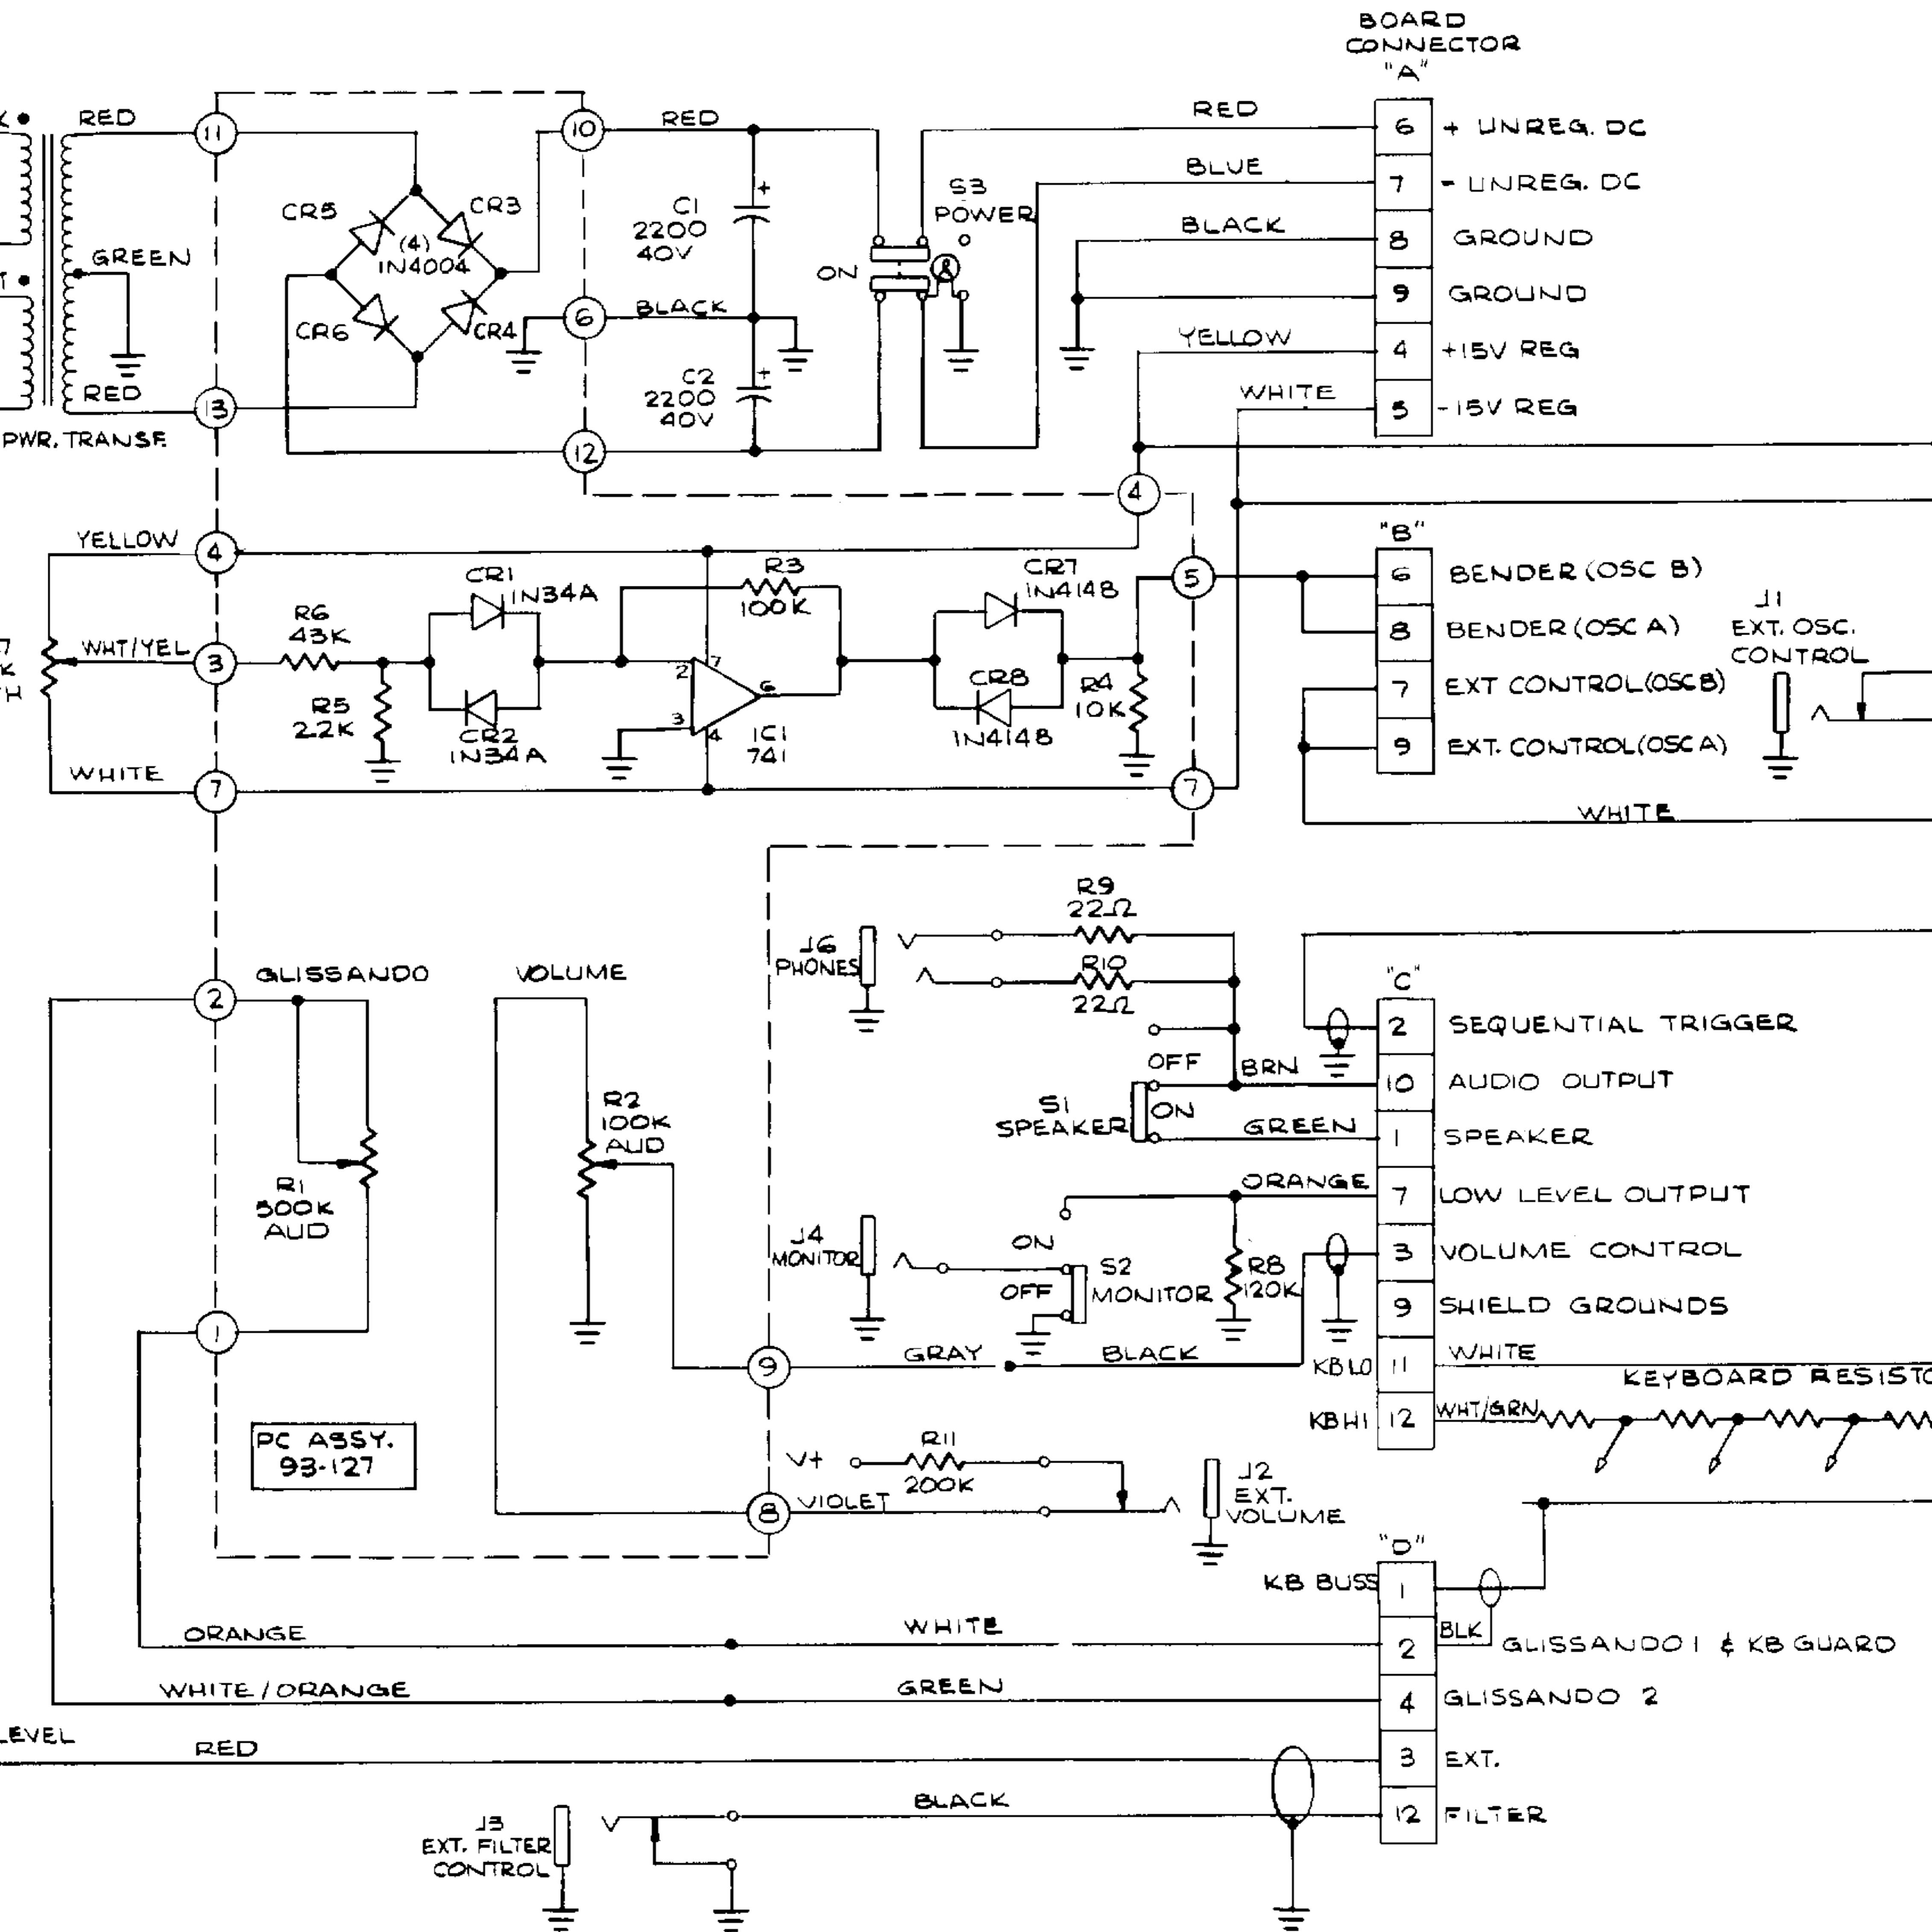 BOARD
CONNECTOR
"A"
RED
11
10
RED
RED
6
+ UNREG. DC
BLUE
7
- UNREG. DC
CR5
CR3
(4)
1N4004
CR6
CR4
GREEN
C1
2200
40V
+
S3
POWER
ON
BLACK
8
GROUND
9
GROUND
6
BLACK
YELLOW
4
+15V REG
C2
2200
40V
+
WHITE
5
-15V REG
RED
13
PWR. TRANSF.
12
4
YELLOW
4
CR1
1N34A
R3
100K
CR7
1N4148
5
"B"
6
BENDER (OSC B)
8
BENDER (OSC A)
7
EXT CONTROL (OSC B)
9
EXT. CONTROL (OSC A)
J1
EXT. OSC.
CONTROL
WHT/YEL
3
R6
43K
R5
2.2K
CR2
1N34A
2
7
6
3
4
IC1
741
CR8
1N4148
R4
10K
WHITE
7
7
WHITE
R9
22Ω
J6
PHONES
R10
22Ω
"C"
2
SEQUENTIAL TRIGGER
OFF
BRN
10
AUDIO OUTPUT
S1
SPEAKER
ON
GREEN
1
SPEAKER
ORANGE
7
LOW LEVEL OUTPUT
2
GLISSANDO
VOLUME
R2
100K
AUD
R1
500K
AUD
J4
MONITOR
ON
OFF
S2
MONITOR
R8
120K
3
VOLUME CONTROL
9
SHIELD GROUNDS
1
9
GRAY
BLACK
KB LO
11
WHITE
KEYBOARD RESISTO
KB HI
12
WHT/GRN
PC ASSY.
93-127
V+
R11
200K
8
VIOLET
J2
EXT.
VOLUME
"D"
KB BUSS
1
ORANGE
WHITE
2
BLK
GLISSANDO 1 & KB GUARD
WHITE / ORANGE
GREEN
4
GLISSANDO 2
LEVEL
RED
3
EXT.
J3
EXT. FILTER
CONTROL
BLACK
12
FILTER